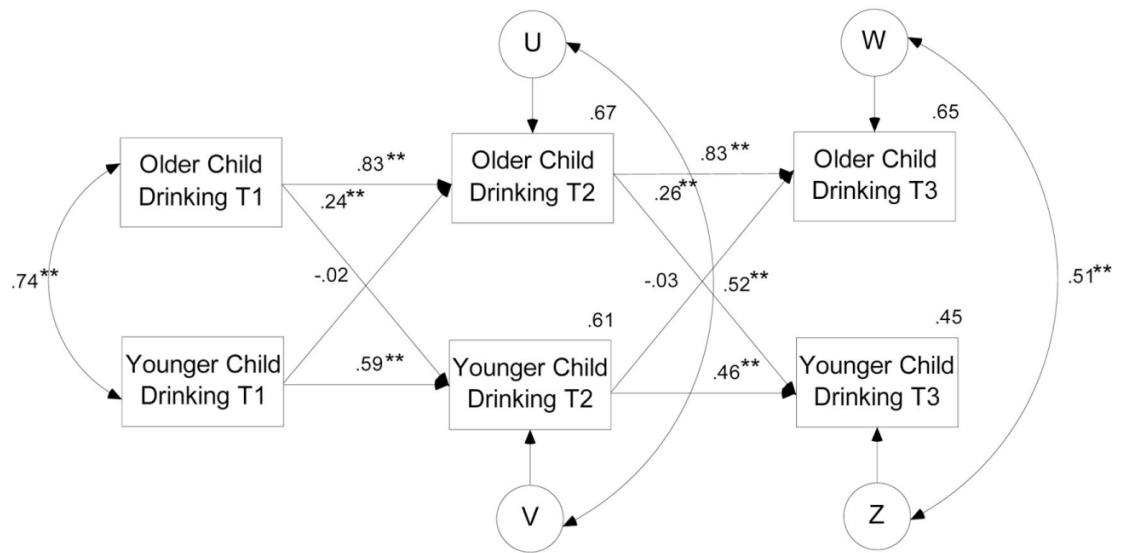 U
W
.67
.65
Older Child
Drinking T1
.83**
.24**
Older Child
Drinking T2
.83**
.26**
Older Child
Drinking T3
.74**
-.02
-.03
.52**
.51**
.61
.45
Younger Child
Drinking T1
.59**
Younger Child
Drinking T2
.46**
Younger Child
Drinking T3
V
Z